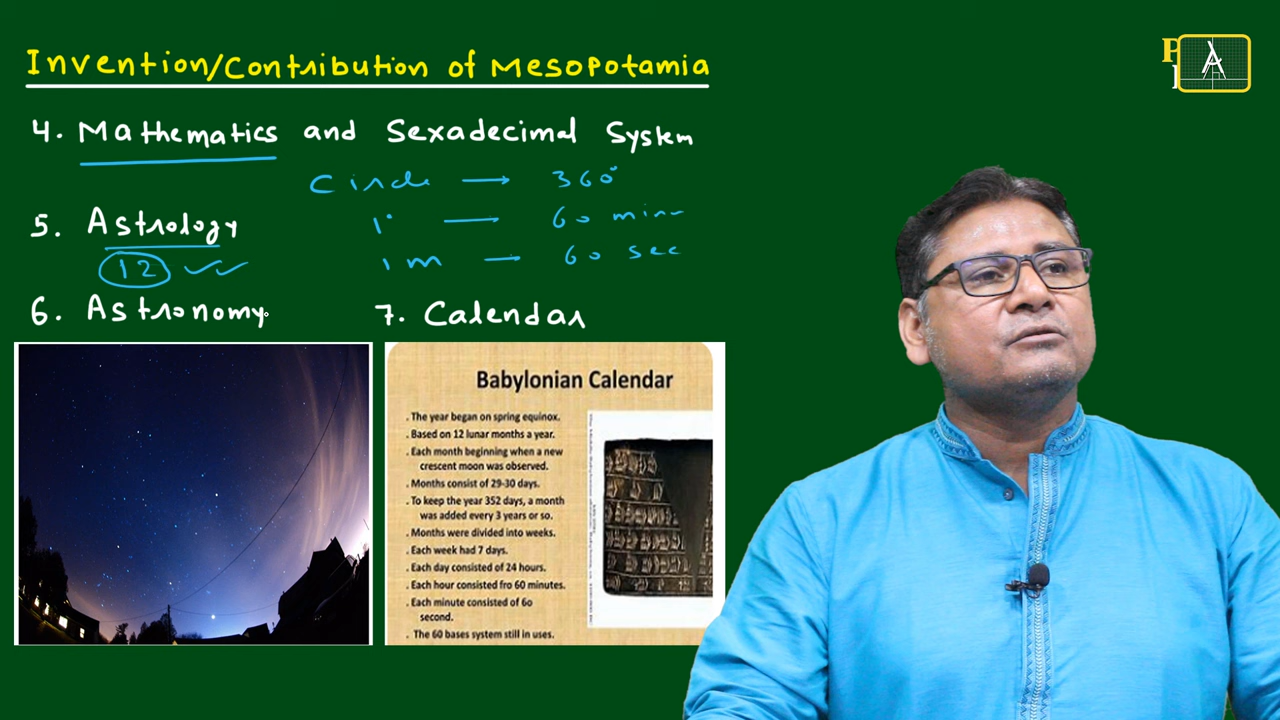 Invention/Contribution of Mesopotamia
P
A
4. Mathematics and Sexadecimal System
Circle → 360°
5. Astrology
1° → 60 min
12
1 m → 60 sec
6. Astronomy
7. Calendar
Babylonian Calendar
. The year began on spring equinox.
. Based on 12 lunar months a year.
. Each month beginning when a new
crescent moon was observed.
. Months consist of 29-30 days.
. To keep the year 352 days, a month
was added every 3 years or so.
. Months were divided into weeks.
. Each week had 7 days.
. Each day consisted of 24 hours.
. Each hour consisted fro 60 minutes.
. Each minute consisted of 6o
second.
. The 60 bases system still in uses.